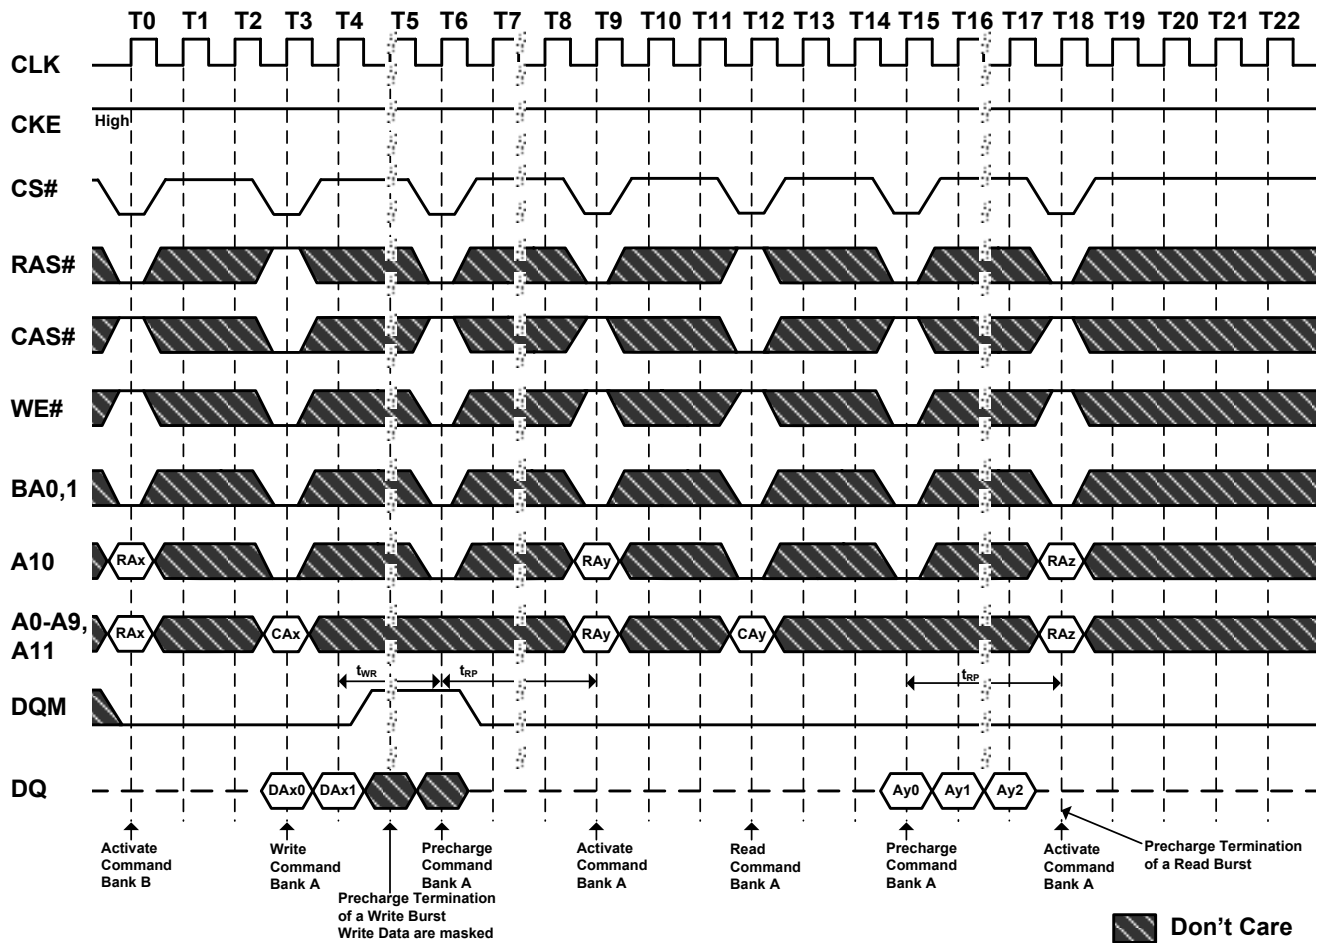 T0 T1 T2 T3 T4 T5 T6 T7 T8 T9 T10 T11 T12 T13 T14 T15 T16 T17 T18 T19 T20 T21 T22
CLK
CKE High
CS#
RAS#
CAS#
WE#
BA0,1
A10 RAx RAy RAz
A0-A9,
A11
RAx CAx RAy CAy RAz
tWR tRP tRP
DQM
DQ DAx0 DAx1 Ay0 Ay1 Ay2
Activate
Command
Bank B
Write
Command
Bank A
Precharge Termination
of a Write Burst
Write Data are masked
Precharge
Command
Bank A
Activate
Command
Bank A
Read
Command
Bank A
Precharge
Command
Bank A
Activate
Command
Bank A
Precharge Termination
of a Read Burst
Don't Care